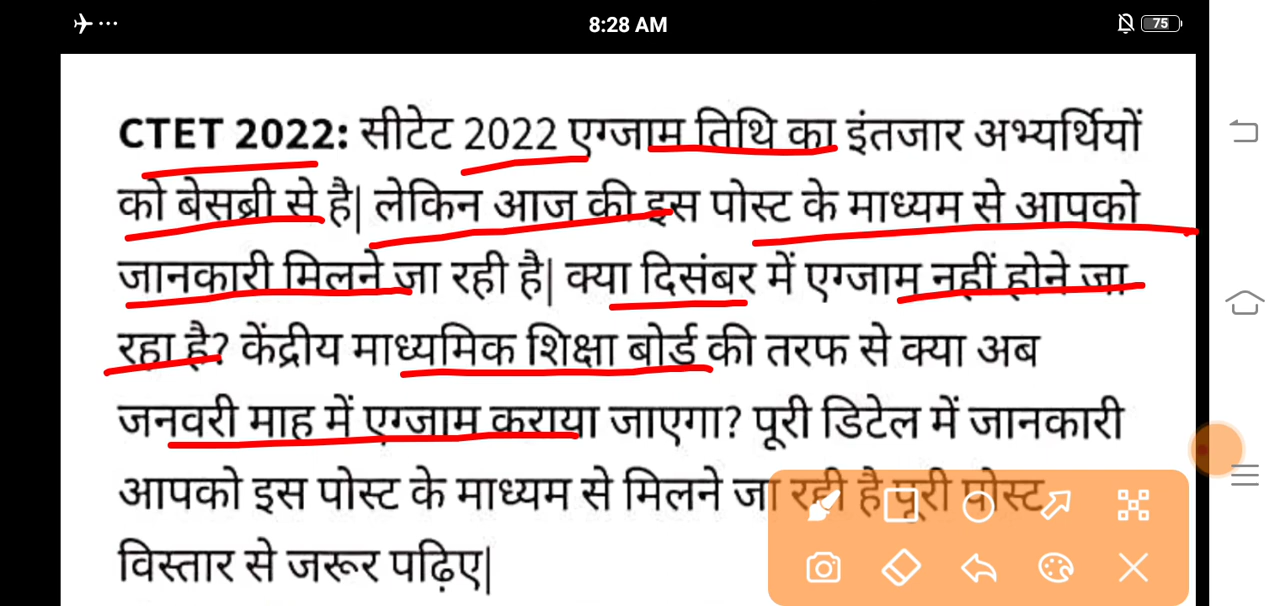 8:28 AM
75
CTET 2022: सीटेट 2022 एग्जाम तिथि का इंतजार अभ्यर्थियों
को बेसब्री से है| लेकिन आज की इस पोस्ट के माध्यम से आपको
जानकारी मिलने जा रही है| क्या दिसंबर में एग्जाम नहीं होने जा
रहा है? केंद्रीय माध्यमिक शिक्षा बोर्ड की तरफ से क्या अब
जनवरी माह में एग्जाम कराया जाएगा? पूरी डिटेल में जानकारी
आपको इस पोस्ट के माध्यम से मिलने जा रही है पूरी पोस्ट
विस्तार से जरूर पढ़िए|